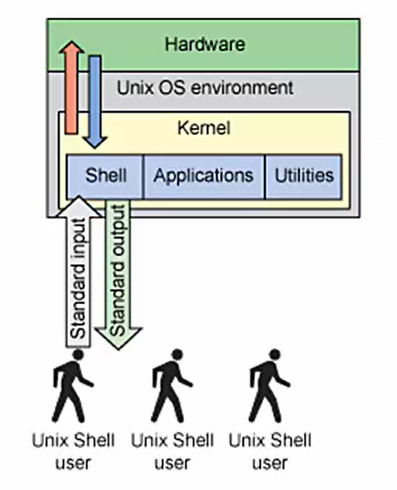 Hardware
Unix OS environment
Kernel
Shell
Applications
Utilities
Standard input
Standard output
Unix Shell
user
Unix Shell
user
Unix Shell
user